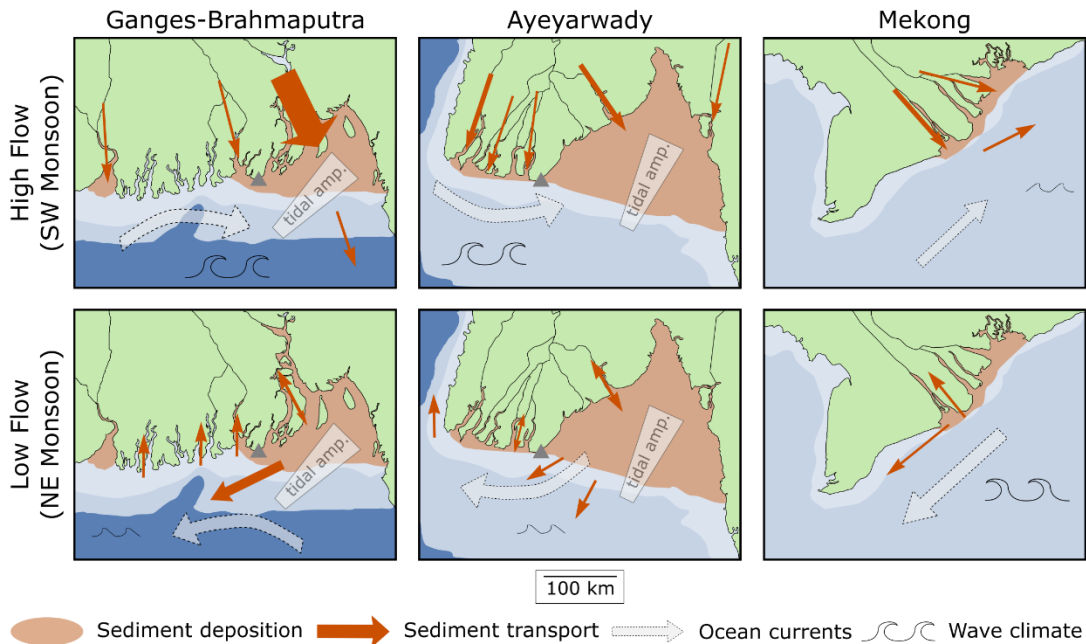 Ganges-Brahmaputra
Ayeyarwady
Mekong
High Flow
(SW Monsoon)
tidal amp.
tidal amp.
Low Flow
(NE Monsoon)
tidal amp.
tidal amp.
100 km
Sediment deposition
Sediment transport
Ocean currents
Wave climate